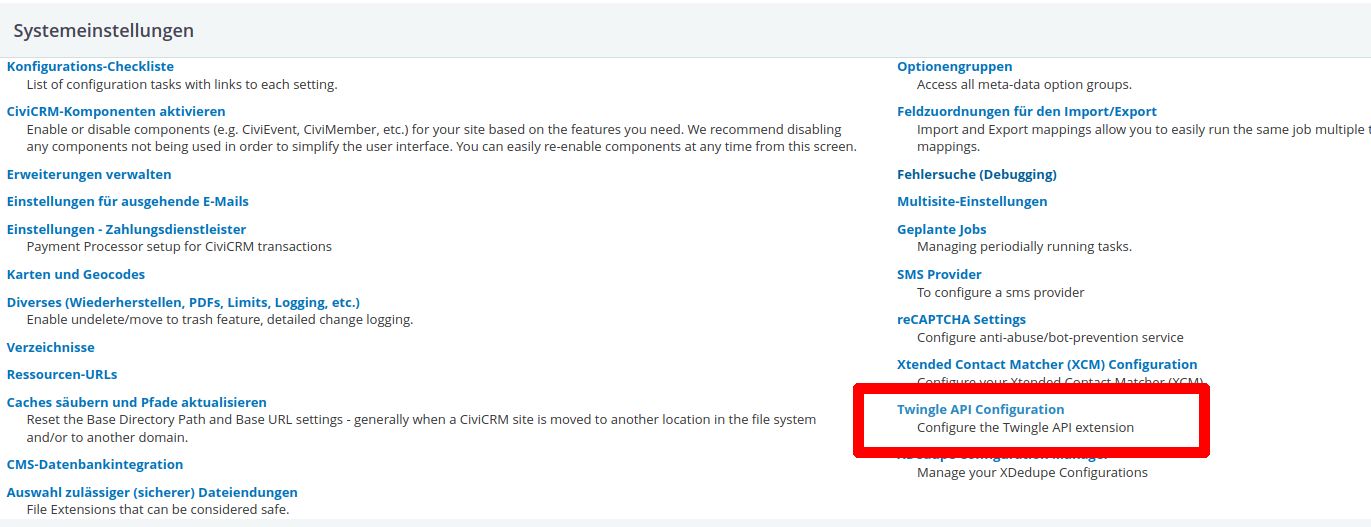 Systemeinstellungen
Konfigurations-Checkliste
List of configuration tasks with links to each setting.
CiviCRM-Komponenten aktivieren
Enable or disable components (e.g. CiviEvent, CiviMember, etc.) for your site based on the features you need. We recommend disabling
any components not being used in order to simplify the user interface. You can easily re-enable components at any time from this screen.
Erweiterungen verwalten
Einstellungen für ausgehende E-Mails
Einstellungen - Zahlungsdienstleister
Payment Processor setup for CiviCRM transactions
Karten und Geocodes
Diverses (Wiederherstellen, PDFs, Limits, Logging, etc.)
Enable undelete/move to trash feature, detailed change logging.
Verzeichnisse
Ressourcen-URLs
Caches säubern und Pfade aktualisieren
Reset the Base Directory Path and Base URL settings - generally when a CiviCRM site is moved to another location in the file system
and/or to another domain.
CMS-Datenbankintegration
Auswahl zulässiger (sicherer) Dateiendungen
File Extensions that can be considered safe.
Optionengruppen
Access all meta-data option groups.
Feldzuordnungen für den Import/Export
Import and Export mappings allow you to easily run the same job multiple t
mappings.
Fehlersuche (Debugging)
Multisite-Einstellungen
Geplante Jobs
Managing periodially running tasks.
SMS Provider
To configure a sms provider
reCAPTCHA Settings
Configure anti-abuse/bot-prevention service
Xtended Contact Matcher (XCM) Configuration
Configure your Xtended Contact Matcher (XCM)
Twingle API Configuration
Configure the Twingle API extension
XDedupe Configuration Manager
Manage your XDedupe Configurations